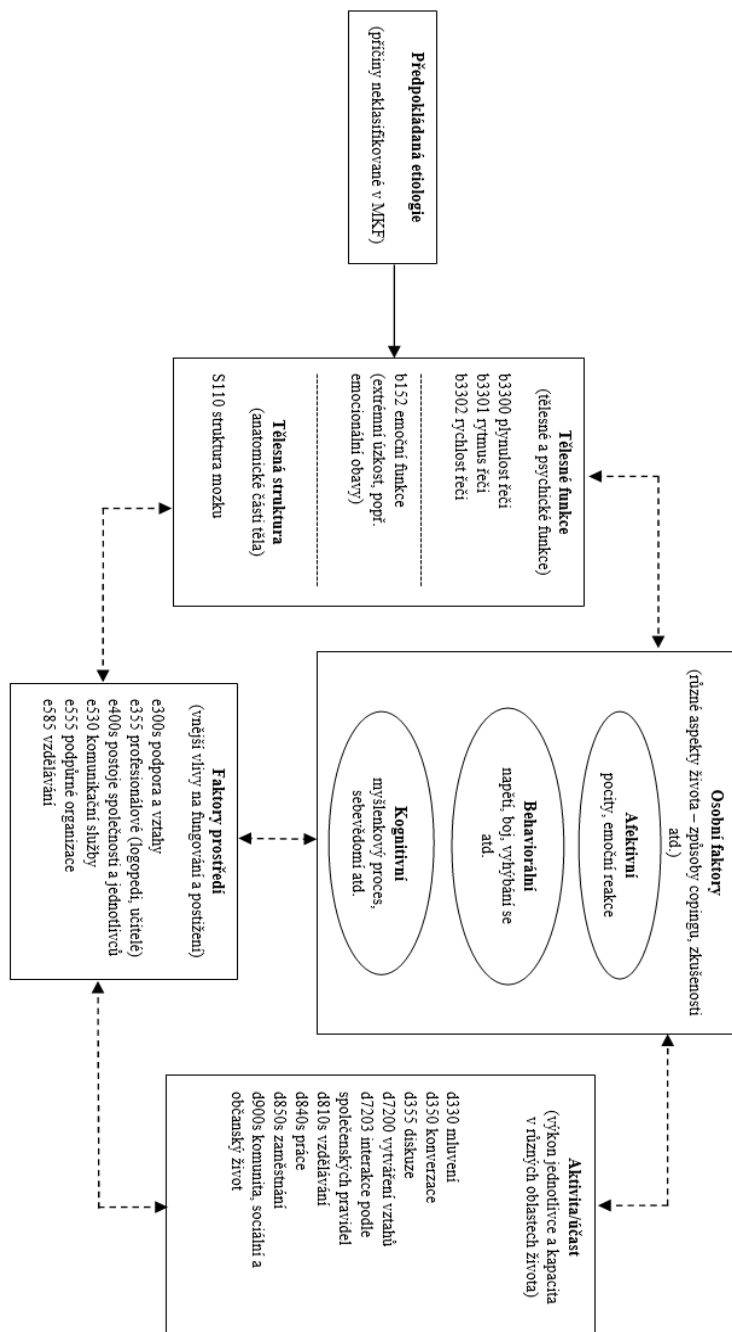 Předpokládaná etiologie
(příčiny neklasifikované v MKF)
Tělesné funkce
(tělesné a psychické funkce)
b3300 plynulost řeči
b3301 rytmus řeči
b3302 rychlost řeči
b152 emoční funkce
(extrémní úzkost, popř.
emocionální obavy)
Tělesná struktura
(anatomické části těla)
S110 struktura mozku
Osobní faktory
(různé aspekty života – způsoby copingu, zkušenosti
atd.)
Afektivní
pocity, emoční reakce
Behaviorální
napětí, boj, vyhýbání se
atd.
Kognitivní
myšlenkový proces,
sebevědomí atd.
Faktory prostředí
(vnější vlivy na fungování a postižení)
e300s podpora a vztahy
e355 profesionálové (logopedi, učitelé)
e400s postoje společnosti a jednotlivců
e530 komunikační služby
e555 podpůrné organizace
e585 vzdělávání
Aktivita/účast
(výkon jednotlivce a kapacita
v různých oblastech života)
d330 mluvení
d350 konverzace
d355 diskuze
d7200 vytváření vztahů
d7203 interakce podle
společenských pravidel
d810s vzdělávání
d840s práce
d850s zaměstnání
d900s komunita, sociální a
občanský život